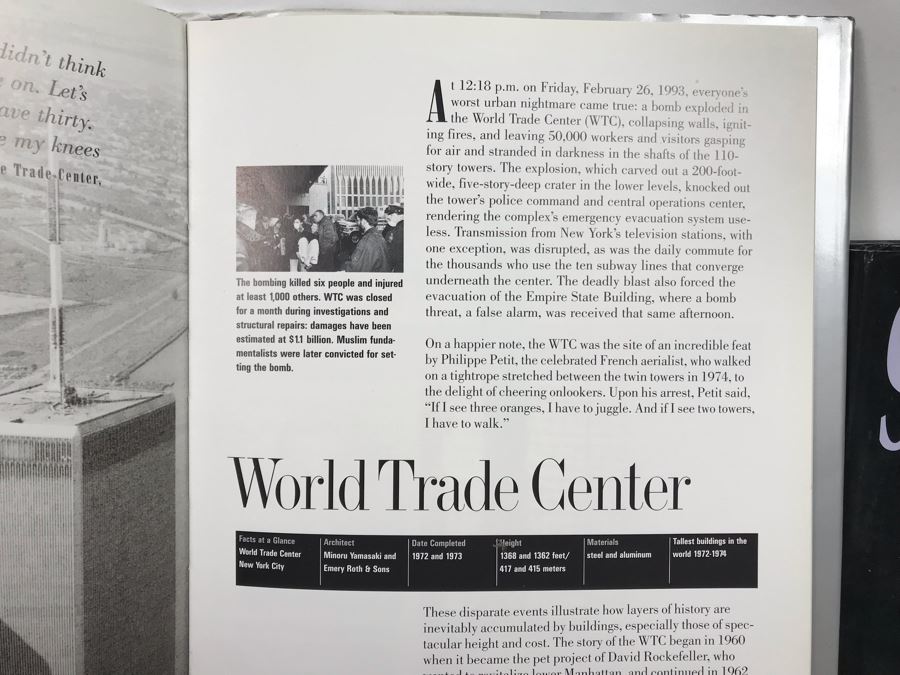 didn't think
on. Let's
ave thirty.
my knees
Trade Center,
At 12:18 p.m. on Friday, February 26, 1993, everyone's
worst urban nightmare came true: a bomb exploded in
the World Trade Center (WTC), collapsing walls, ignit-
ing fires, and leaving 50,000 workers and visitors gasping
for air and stranded in darkness in the shafts of the 110-
story towers. The explosion, which carved out a 200-foot-
wide, five-story-deep crater in the lower levels, knocked out
the tower's police command and central operations center,
rendering the complex's emergency evacuation system use-
less. Transmission from New York's television stations, with
one exception, was disrupted, as was the daily commute for
the thousands who use the ten subway lines that converge
underneath the center. The deadly blast also forced the
evacuation of the Empire State Building, where a bomb
threat, a false alarm, was received that same afternoon.
The bombing killed six people and injured
at least 1,000 others. WTC was closed
for a month during investigations and
structural repairs: damages have been
estimated at $1.1 billion. Muslim funda-
mentalists were later convicted for set-
ting the bomb.
On a happier note, the WTC was the site of an incredible feat
by Philippe Petit, the celebrated French aerialist, who walked
on a tightrope stretched between the twin towers in 1974, to
the delight of cheering onlookers. Upon his arrest, Petit said,
"If I see three oranges, I have to juggle. And if I see two towers,
I have to walk."
World Trade Center
Facts at a Glance
World Trade Center
New York City
Architect
Minoru Yamasaki and
Emery Roth & Sons
Date Completed
1972 and 1973
Height
1368 and 1362 feet/
417 and 415 meters
Materials
steel and aluminum
Tallest buildings in the
world 1972-1974
These disparate events illustrate how layers of history are
inevitably accumulated by buildings, especially those of spec-
tacular height and cost. The story of the WTC began in 1960
when it became the pet project of David Rockefeller, who
wanted to revitalize lower Manhattan, and continued in 1962